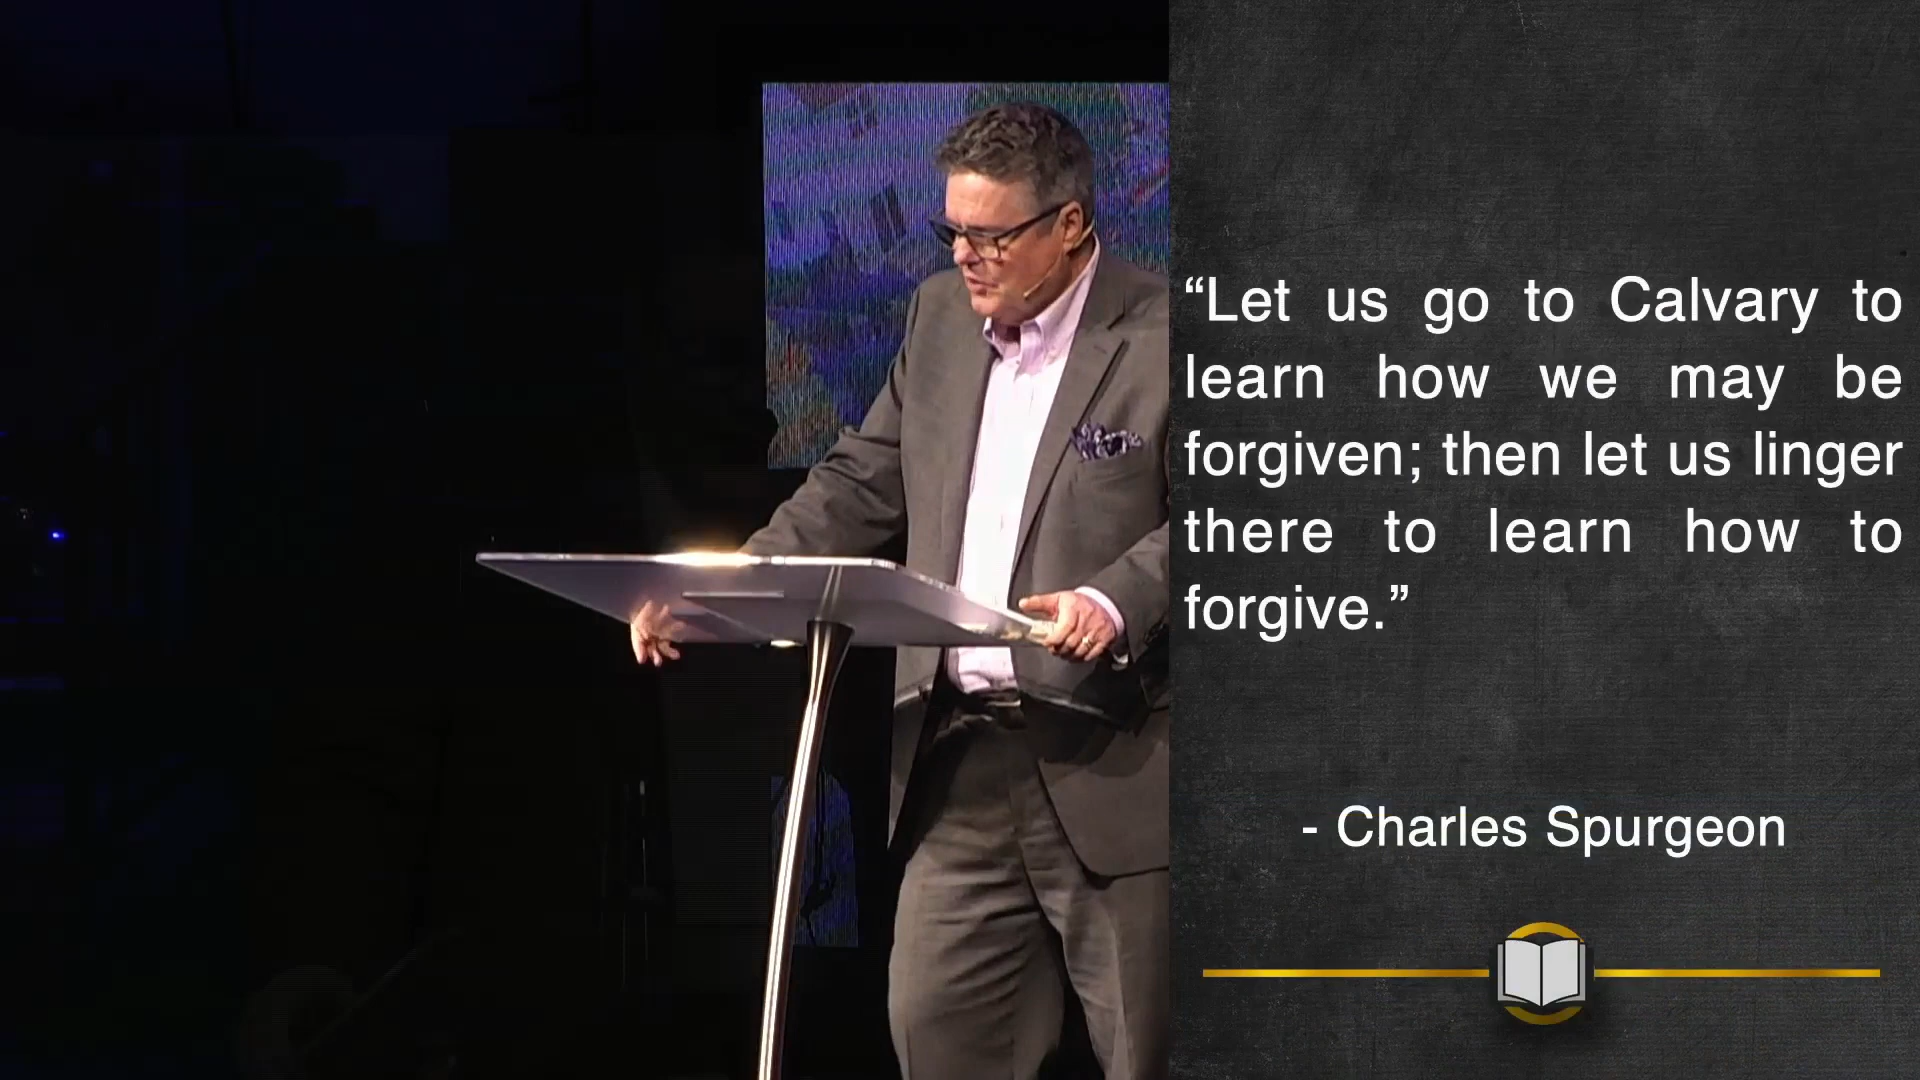 “Let us go to Calvary to
learn how we may be
forgiven; then let us linger
there to learn how to
forgive.”
- Charles Spurgeon